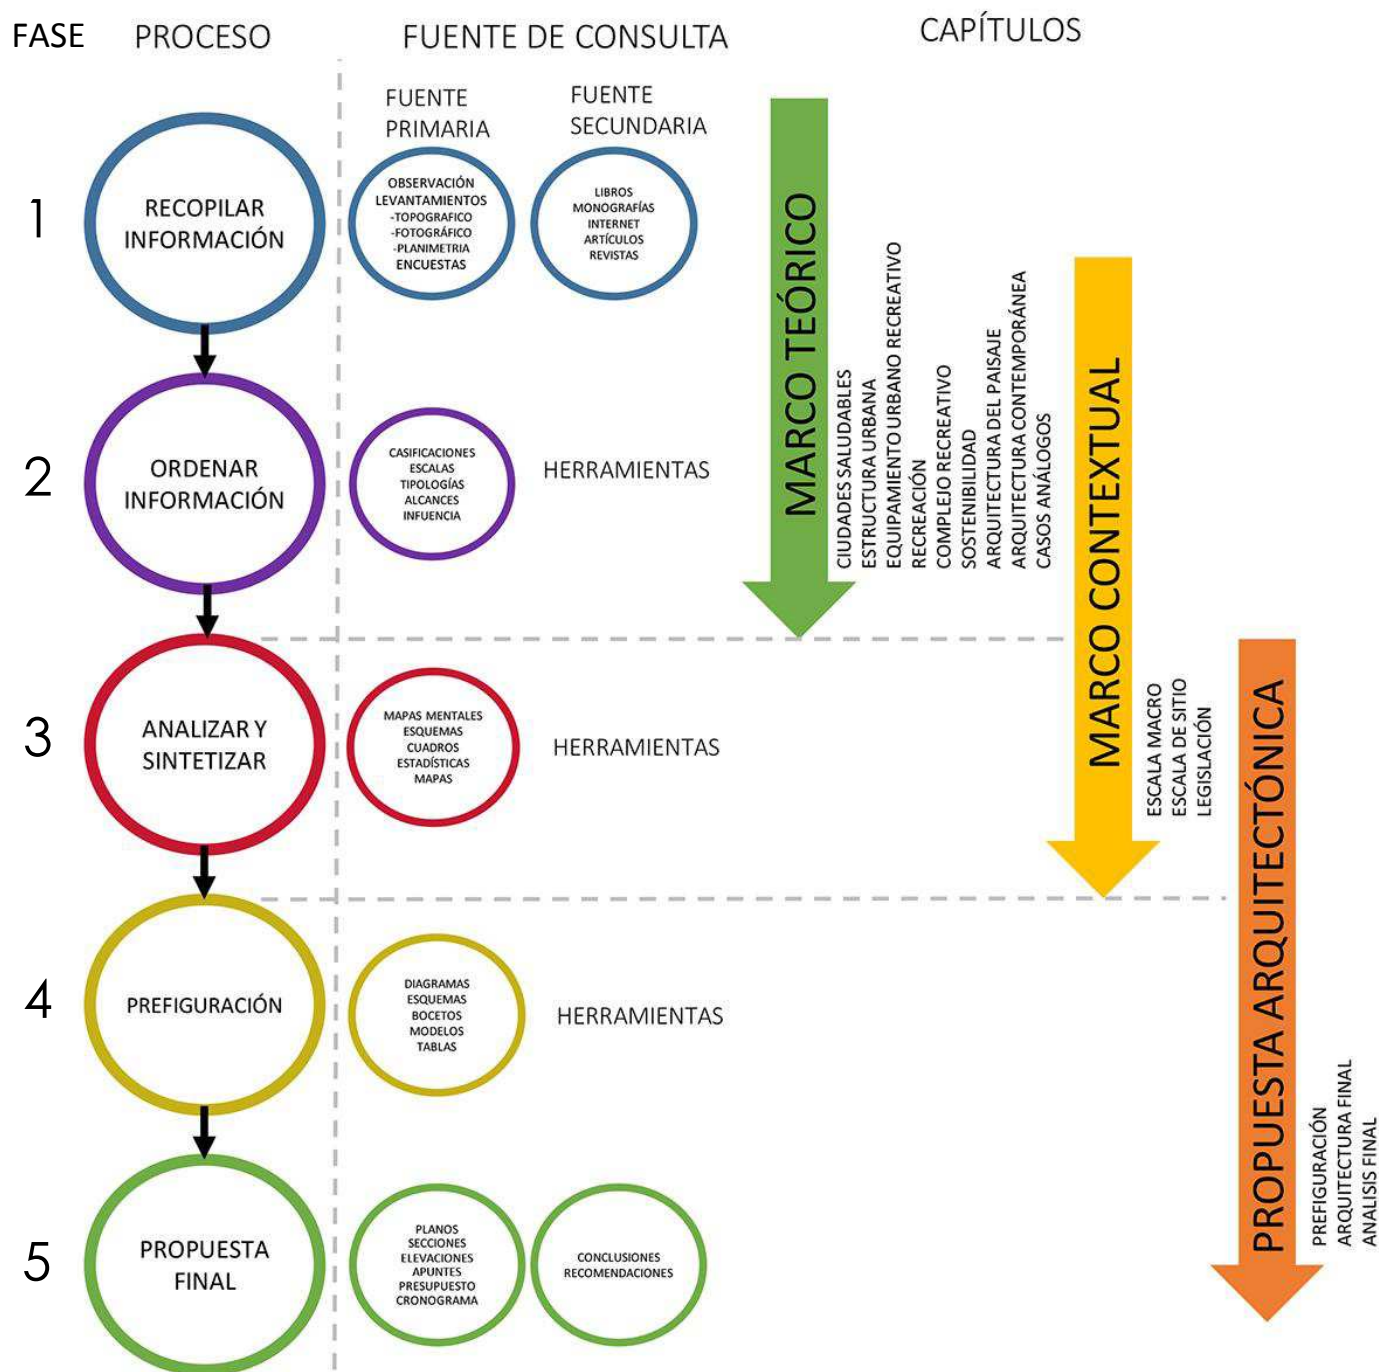 FASE
PROCESO
FUENTE DE CONSULTA
CAPÍTULOS
FUENTE
PRIMARIA
FUENTE
SECUNDARIA
1
RECOPILAR
INFORMACIÓN
OBSERVACIÓN
LEVANTAMIENTOS
-TOPOGRAFICO
-FOTOGRÁFICO
-PLANIMETRIA
ENCUESTAS
LIBROS
MONOGRAFÍAS
INTERNET
ARTÍCULOS
REVISTAS
2
ORDENAR
INFORMACIÓN
CASIFICACIONES
ESCALAS
TIPOLOGÍAS
ALCANCES
INFUENCIA
HERRAMIENTAS
3
ANALIZAR Y
SINTETIZAR
MAPAS MENTALES
ESQUEMAS
CUADROS
ESTADÍSTICAS
MAPAS
HERRAMIENTAS
4
PREFIGURACIÓN
DIAGRAMAS
ESQUEMAS
BOCETOS
MODELOS
TABLAS
HERRAMIENTAS
5
PROPUESTA
FINAL
PLANOS
SECCIONES
ELEVACIONES
APUNTES
PRESUPUESTO
CRONOGRAMA
CONCLUSIONES
RECOMENDACIONES
MARCO TEÓRICO
CIUDADES SALUDABLES
ESTRUCTURA URBANA
EQUIPAMIENTO URBANO RECREATIVO
RECREACIÓN
COMPLEJO RECREATIVO
SOSTENIBILIDAD
ARQUITECTURA DEL PAISAJE
ARQUITECTURA CONTEMPORÁNEA
CASOS ANÁLOGOS
MARCO CONTEXTUAL
ESCALA MACRO
ESCALA DE SITIO
LEGISLACIÓN
PROPUESTA ARQUITECTÓNICA
PREFIGURACIÓN
ARQUITECTURA FINAL
ANALISIS FINAL